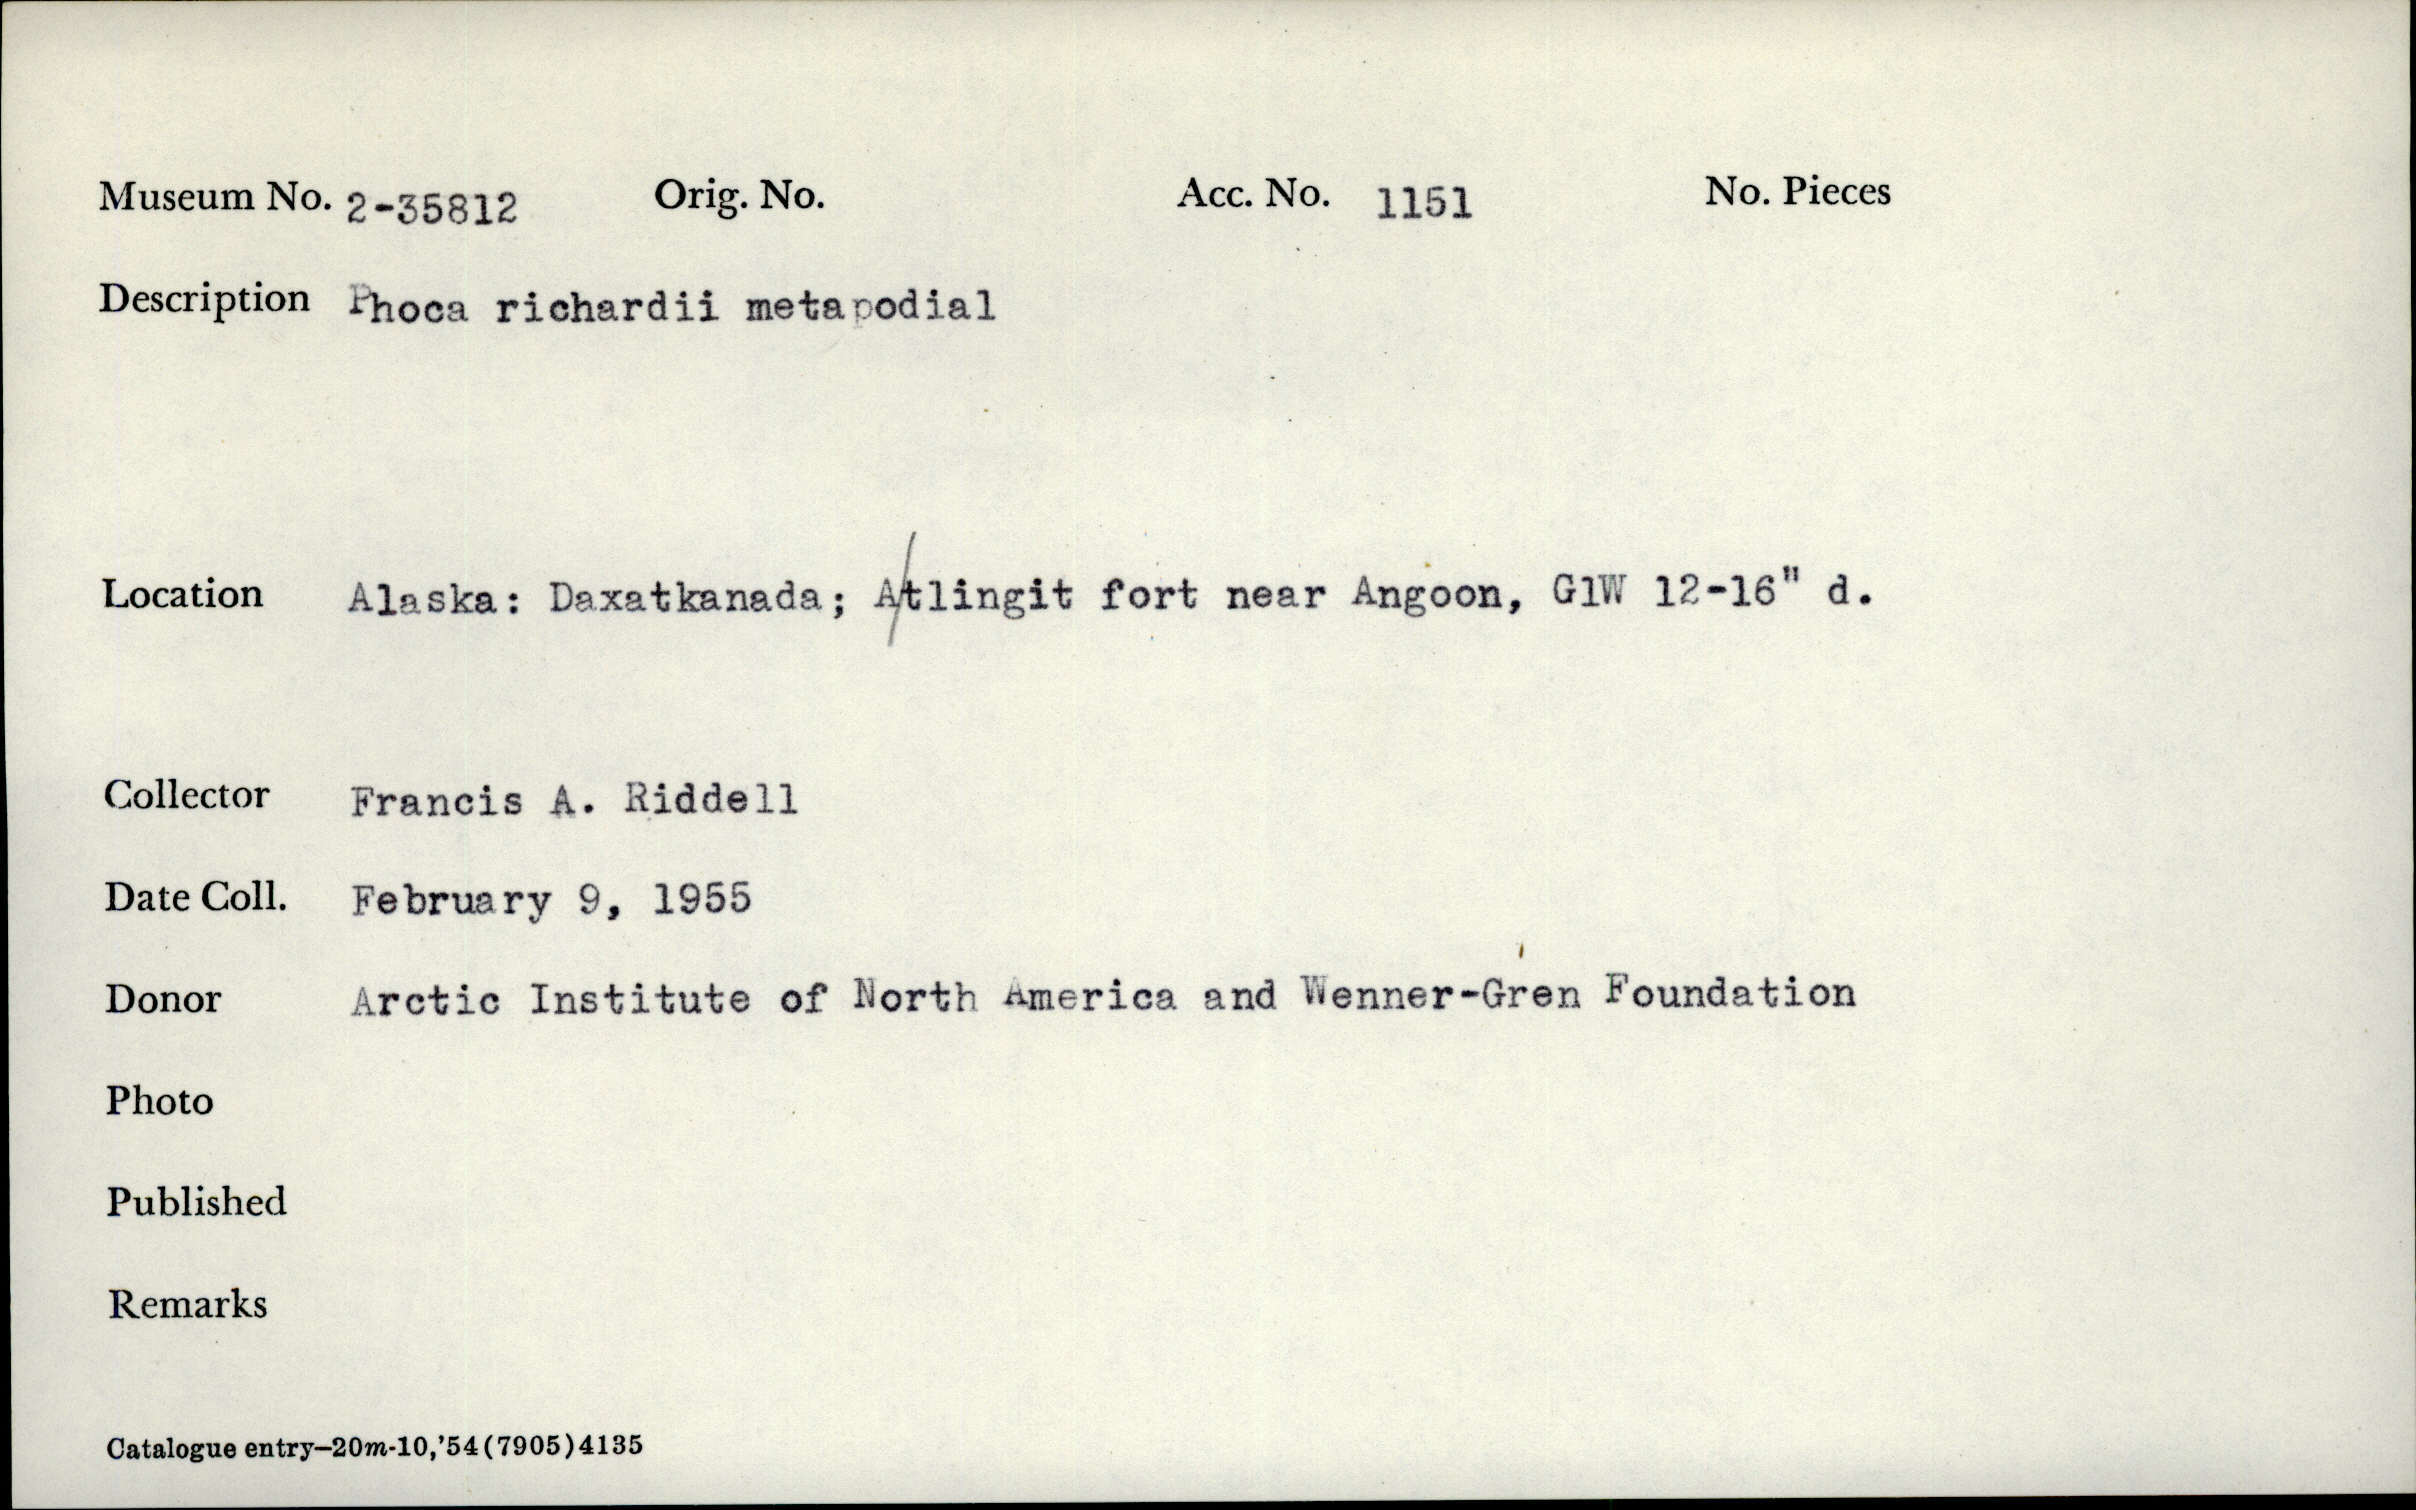 Museum No. 2-35812 Orig. No. Acc. No. 1151 No. Pieces
Description Phoca richardii metapodial
Location Alaska: Daxatkanada; A/tlingit fort near Angoon, G1W 12-16" d.
Collector Francis A. Riddell
Date Coll. February 9, 1955
Donor Arctic Institute of North America and Wenner-Gren Foundation
Photo
Published
Remarks
Catalogue entry—20m-10,'54(7905)4135